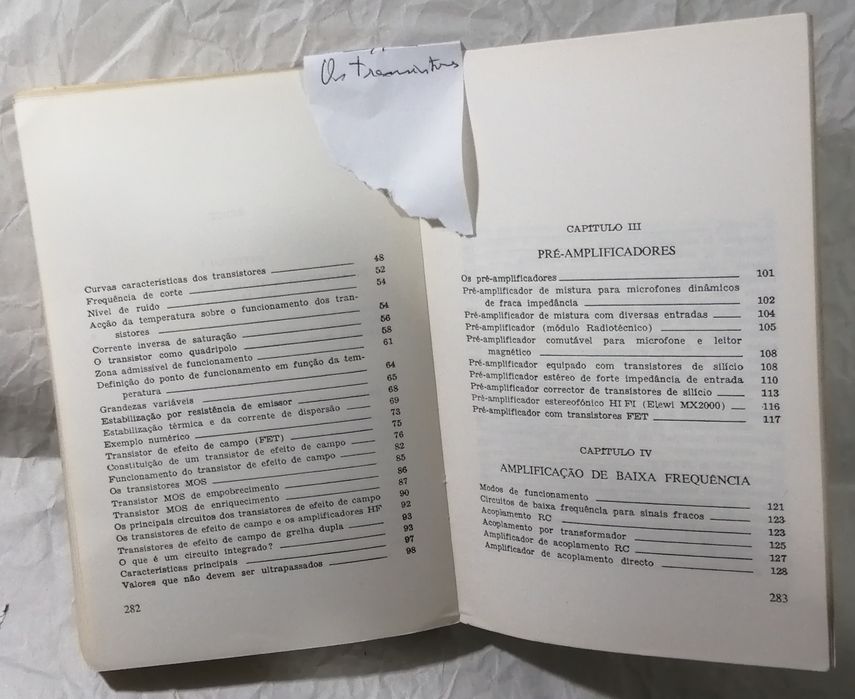 Os transistores
Curvas características dos transistores 48
Frequência de corte 52
Nível de ruído 54
Acção da temperatura sobre o funcionamento dos tran-
sistores 54
Corrente inversa de saturação 56
O transistor como quadripolo 58
Zona admissível de funcionamento 61
Definição do ponto de funcionamento em função da tem-
peratura 64
Grandezas variáveis 65
Estabilização por resistência de emissor 68
Estabilização térmica e da corrente de dispersão 69
Exemplo numérico 73
Transistor de efeito de campo (FET) 75
Constituição de um transistor de efeito de campo 76
Funcionamento do transistor de efeito de campo 82
Os transistores MOS 85
Transistor MOS de empobrecimento 86
Transistor MOS de enriquecimento 87
Os principais circuitos dos transistores de efeito de campo 90
Os transistores de efeito de campo e os amplificadores HF 92
Transistores de efeito de campo de grelha dupla 93
O que é um circuito integrado? 93
Características principais 97
Valores que não devem ser ultrapassados 98
282
CAPÍTULO III
PRÉ-AMPLIFICADORES
Os pré-amplificadores 101
Pré-amplificador de mistura para microfones dinâmicos
de fraca impedância 102
Pré-amplificador de mistura com diversas entradas 104
Pré-amplificador (módulo Radiotécnico) 105
Pré-amplificador comutável para microfone e leitor
magnético 108
Pré-amplificador equipado com transistores de silício 108
Pré-amplificador estéreo de forte impedância de entrada 110
Pré-amplificador corrector de transistores de silício 113
Pré-amplificador estereofónico HI FI (Elewi MX2000) 116
Pré-amplificador com transistores FET 117
CAPÍTULO IV
AMPLIFICAÇÃO DE BAIXA FREQUÊNCIA
Modos de funcionamento 121
Circuitos de baixa frequência para sinais fracos 123
Acoplamento RC 123
Acoplamento por transformador 125
Amplificador de acoplamento RC 127
Amplificador de acoplamento directo 128
283